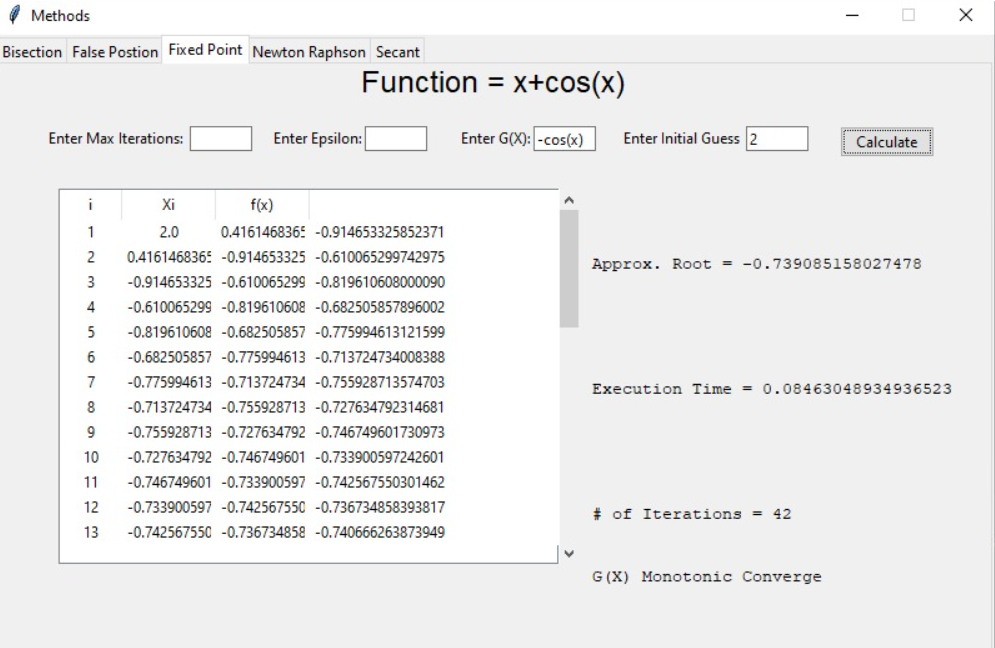 Methods
Bisection False Postion Fixed Point Newton Raphson Secant
Function = x+cos(x)
Enter Max Iterations: Enter Epsilon: Enter G(X): -cos(x) Enter Initial Guess 2 Calculate
i Xi f(x)
1 2.0 0.4161468365 -0.914653325852371
2 0.4161468365 -0.914653325 -0.610065299742975
3 -0.914653325 -0.610065299 -0.819610608000090
4 -0.610065299 -0.819610608 -0.682505857896002
5 -0.819610608 -0.682505857 -0.775994613121599
6 -0.682505857 -0.775994613 -0.713724734008388
7 -0.775994613 -0.713724734 -0.755928713574703
8 -0.713724734 -0.755928713 -0.727634792314681
9 -0.755928713 -0.727634792 -0.746749601730973
10 -0.727634792 -0.746749601 -0.733900597242601
11 -0.746749601 -0.733900597 -0.742567550301462
12 -0.733900597 -0.742567550 -0.736734858393817
13 -0.742567550 -0.736734858 -0.740666263873949
Approx. Root = -0.739085158027478
Execution Time = 0.08463048934936523
# of Iterations = 42
G(X) Monotonic Converge